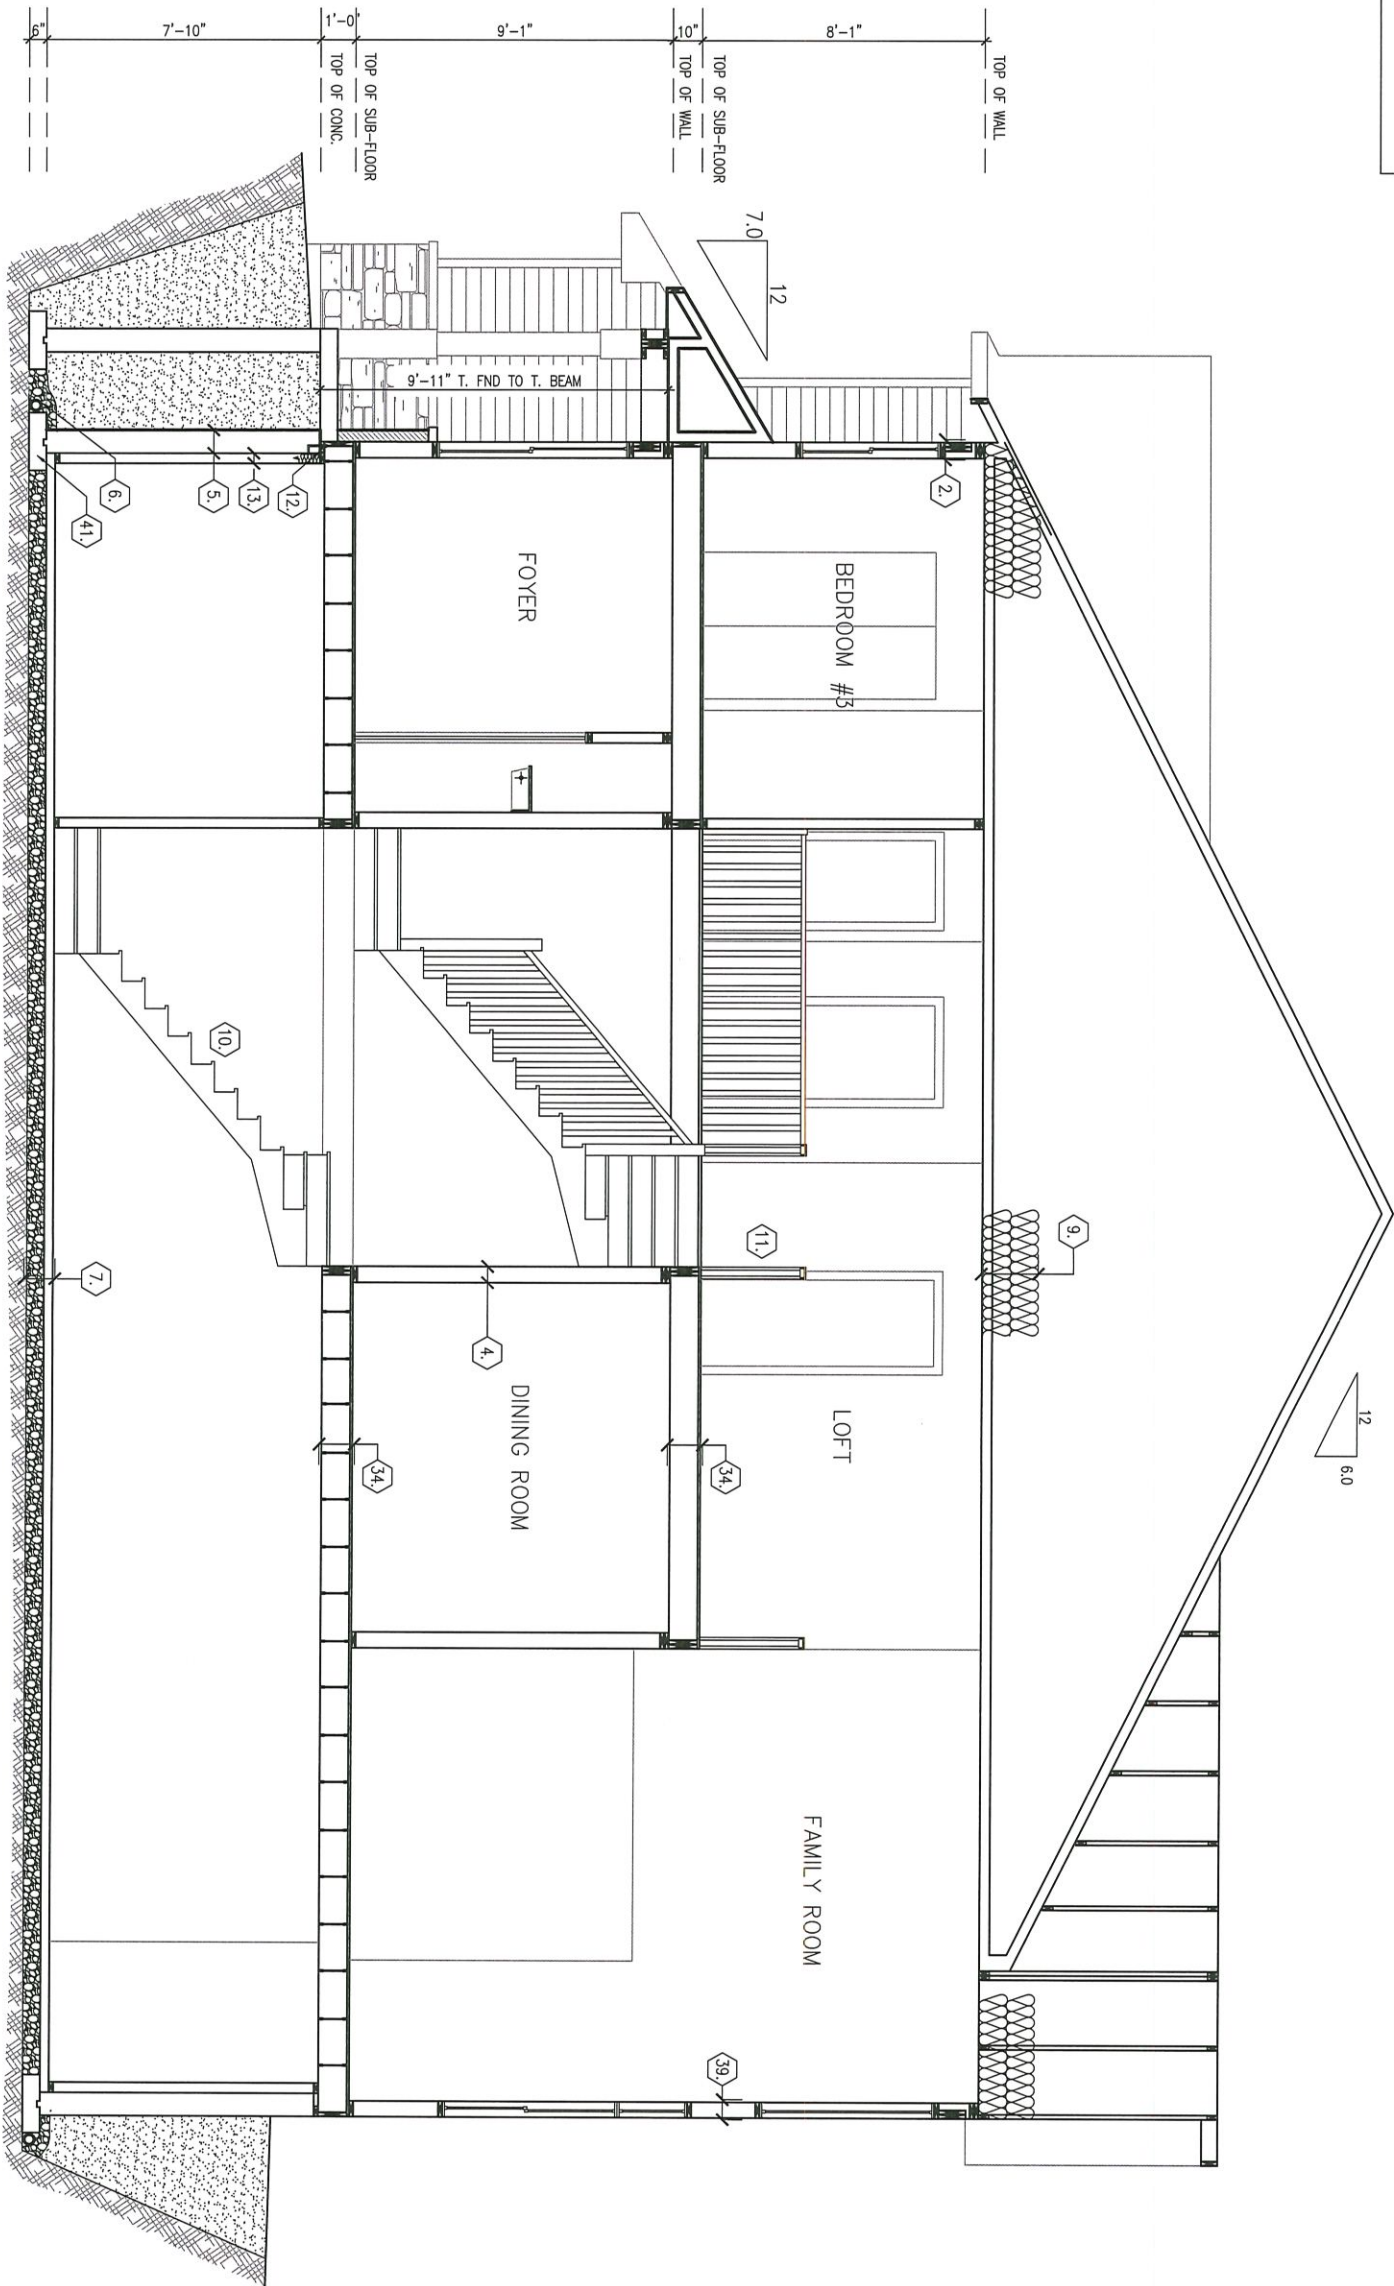 6"
7'-10"
1'-0"
9'-1"
10"
8'-1"
TOP OF CONC.
TOP OF SUB-FLOOR
TOP OF WALL
TOP OF SUB-FLOOR
TOP OF WALL
7.0
12
9'-11" T. FND TO T. BEAM
2.
6.
5.
13.
12.
41.
FOYER
BEDROOM #3
10.
11.
9.
7.
4.
12
6.0
DINING ROOM
LOFT
34.
34.
FAMILY ROOM
39.